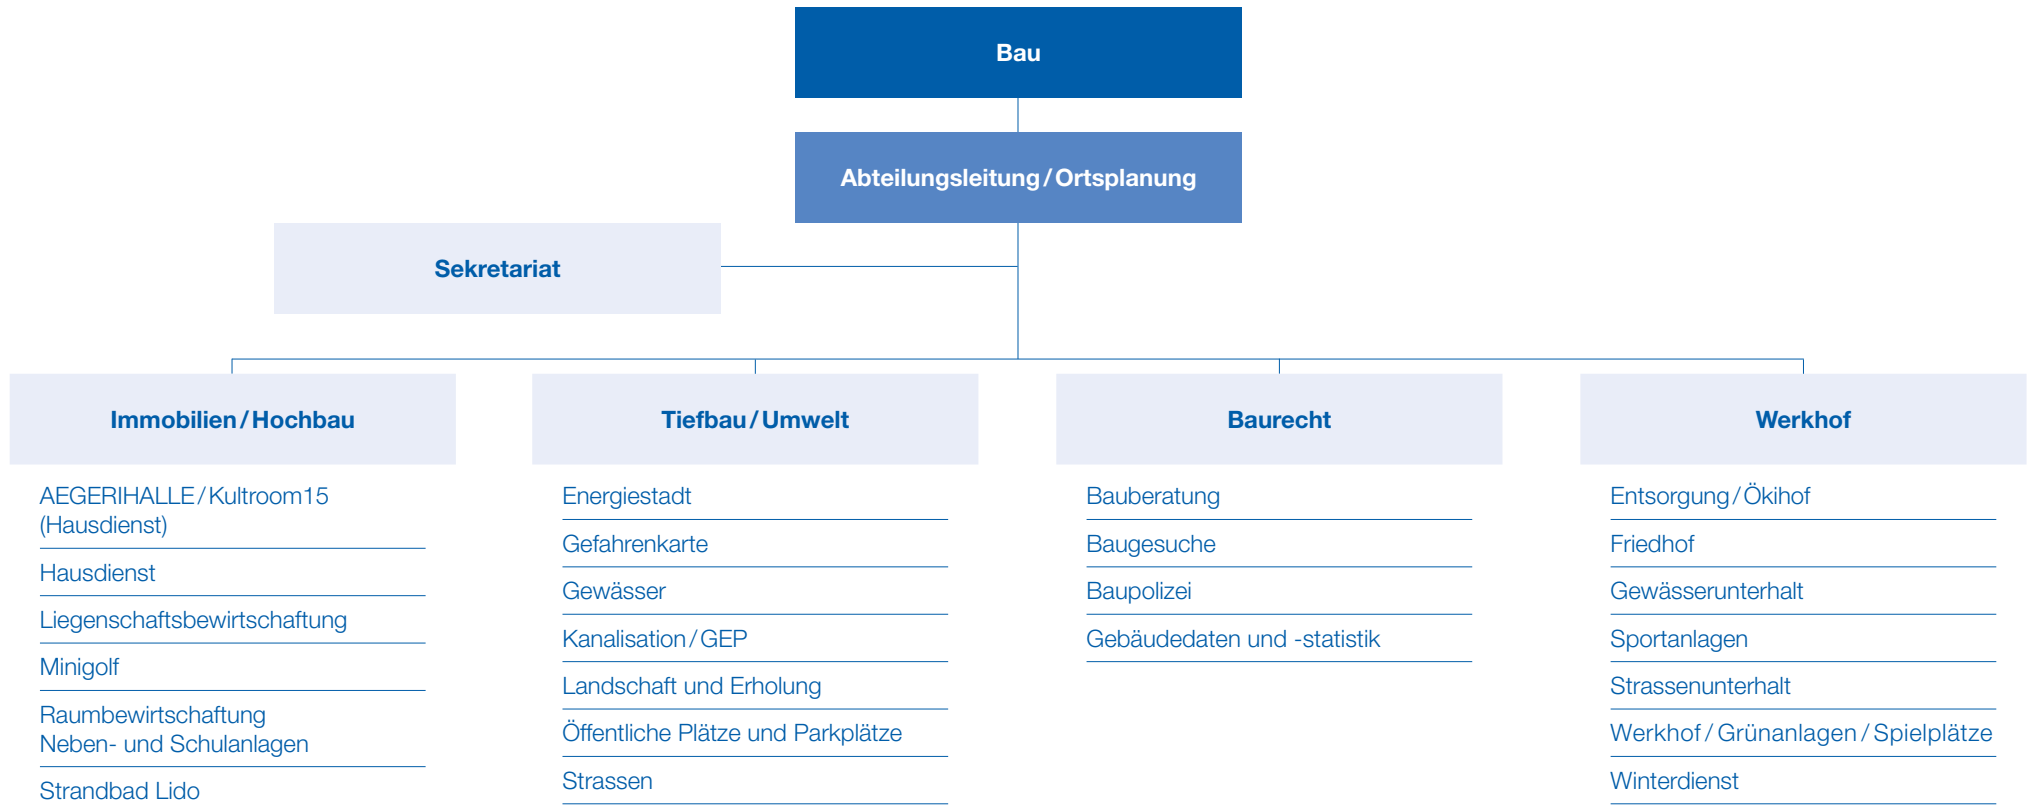 Bau
Abteilungsleitung / Ortsplanung
Sekretariat
Immobilien / Hochbau
AEGERIHALLE / Kultroom15
(Hausdienst)
Hausdienst
Liegenschaftsbewirtschaftung
Minigolf
Raumbewirtschaftung
Neben- und Schulanlagen
Strandbad Lido
Tiefbau / Umwelt
Energiestadt
Gefahrenkarte
Gewässer
Kanalisation / GEP
Landschaft und Erholung
Öffentliche Plätze und Parkplätze
Strassen
Baurecht
Bauberatung
Baugesuche
Baupolizei
Gebäudedaten und -statistik
Werkhof
Entsorgung / Ökihof
Friedhof
Gewässerunterhalt
Sportanlagen
Strassenunterhalt
Werkhof / Grünanlagen / Spielplätze
Winterdienst